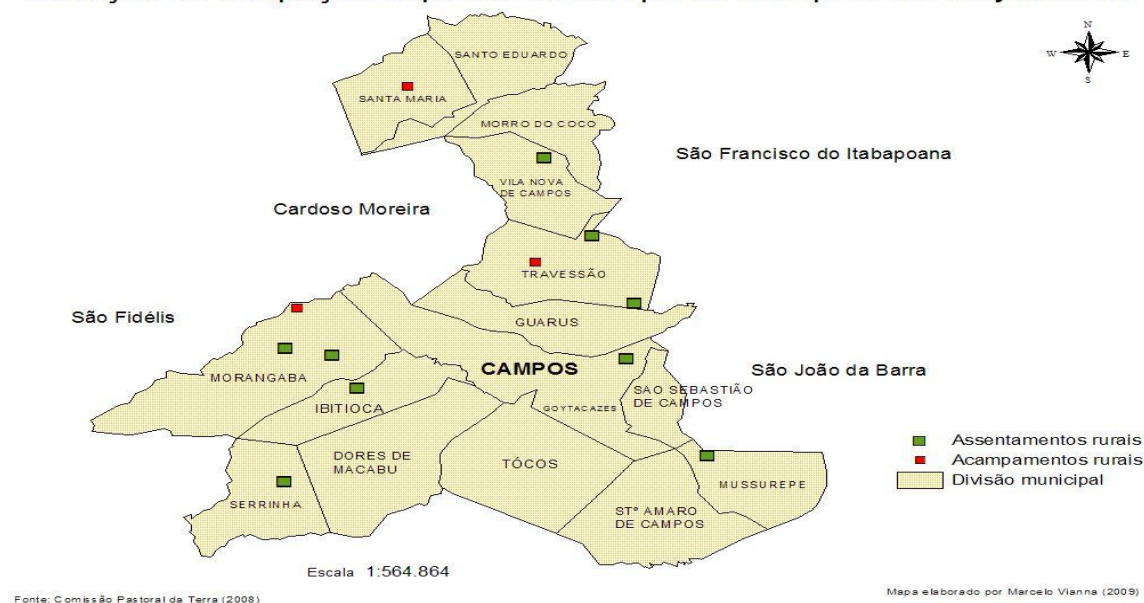 N
W E
S
SANTO EDUARDO
SANTA MARIA
MORRO DO COCO
São Francisco do Itabapoana
VILA NOVA
DE CAMPOS
Cardoso Moreira
TRAVESSÃO
São Fidélis
GUARUS
CAMPOS
São João da Barra
MORANGABA
SAO SEBASTIÃO
DE CAMPOS
IBITIOCA
GOYTACAZES
Assentamentos rurais
Acampamentos rurais
Divisão municipal
DORES DE
MACABU
TÓCOS
MUSSUREPE
SERRINHA
STº AMARO
DE CAMPOS
Escala 1:564.864
Fonte: Comissão Pastoral da Terra (2008)
Mapa elaborado por Marcelo Vianna (2009)